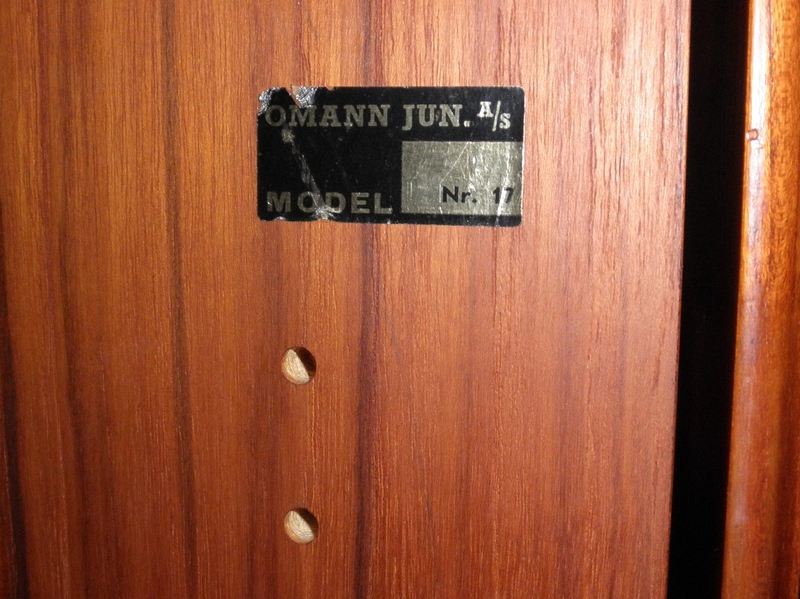 OMANN JUN. A/S
MODEL Nr. 17